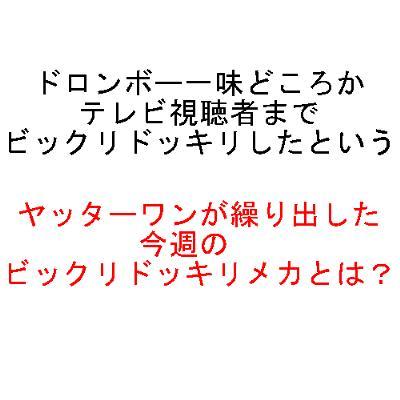 ドロンボー一味どころか
テレビ視聴者まで
ビックリドッキリしたという
ヤッターワンが繰り出した
今週の
ビックリドッキリメカとは？